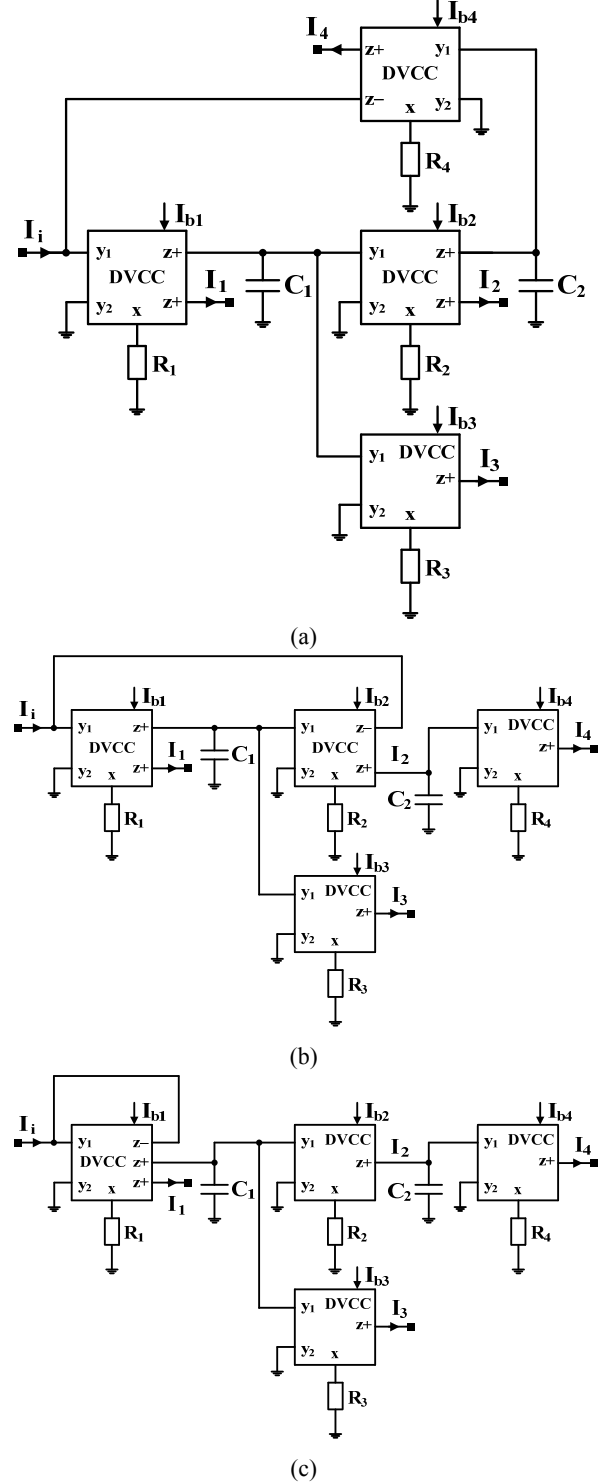 I4
Ib4
z+ y1
DVCC
z− y2
x
R4
Ii
Ib1
Ib2
y1 z+
DVCC
I1
y2 x z+
C1
R1
y1 z+
DVCC
I2
y2 x z+
C2
R2
Ib3
y1 DVCC
I3
z+
y2 x
R3
(a)
Ii
Ib1
Ib2
Ib4
y1 z+
DVCC
I1
y2 x z+
C1
R1
y1 z−
DVCC
I2
y2 x z+
C2
R2
y1 DVCC
I4
z+
y2 x
R4
Ib3
y1 DVCC
I3
z+
y2 x
R3
(b)
Ii
Ib1
Ib2
Ib4
y1 z−
DVCC z+
y2 x z+
I1
C1
R1
y1 DVCC
I2
z+
y2 x
C2
R2
y1 DVCC
I4
z+
y2 x
R4
Ib3
y1 DVCC
I3
z+
y2 x
R3
(c)